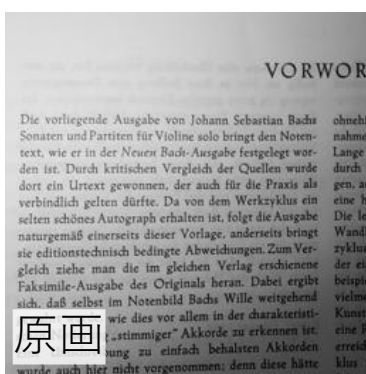 VORWOR
Die vorliegende Ausgabe von Johann Sebastian Bachs
Sonaten und Partiten für Violine solo bringt den Noten-
text, wie er in der Neuen Bach-Ausgabe festgelegt wor-
den ist. Durch kritischen Vergleich der Quellen wurde
dort ein Urtext gewonnen, der auch für die Praxis als
verbindlich gelten dürfte. Da von dem Werkzyklus ein
selten schönes Autograph erhalten ist, folgt die Ausgabe
naturgemäß einerseits dieser Vorlage, anderseits bringt
sie editionstechnisch bedingte Abweichungen. Zum Ver-
gleich ziehe man die im gleichen Verlag erschienene
Faksimile-Ausgabe des Originals heran. Dabei ergibt
sich, daß selbst im Notenbild Bachs Wille weitgehend
wie dies vor allem in der charakteristi-
„stimmiger“ Akkorde zu erkennen ist.
bung zu einfach behalsten Akkorden
wurde auch hier nicht vorgenommen; denn diese hätte
ohnehi
nahme
Lange
durch
gen, a
eine h
Die le
Wandl
zyklu
der ei
beispi
vielme
Kunst
eine P
erreid
klus
原画